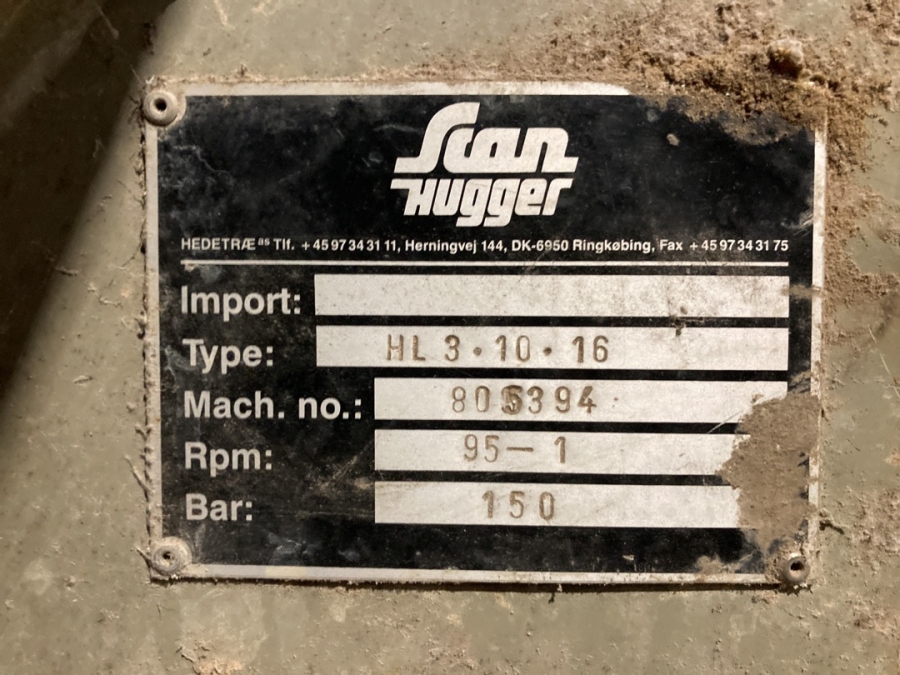 Scan
Hugger
HEDETRÆ as Tlf. +45 97 34 31 11, Herningvej 144, DK-6950 Ringkøbing, Fax +45 97 34 31 75
Import:
Type: HL 3·10·16
Mach. no.: 805394
Rpm: 95-1
Bar: 150